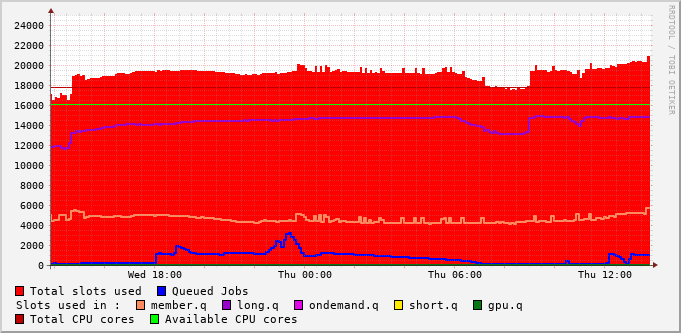 24000
22000
20000
18000
16000
14000
12000
10000
8000
6000
4000
2000
0
Wed 18:00 Thu 00:00 Thu 06:00 Thu 12:00
RRDTOOL / TOBI OETIKER
Total slots used Queued Jobs
Slots used in : member.q long.q ondemand.q short.q gpu.q
Total CPU cores Available CPU cores